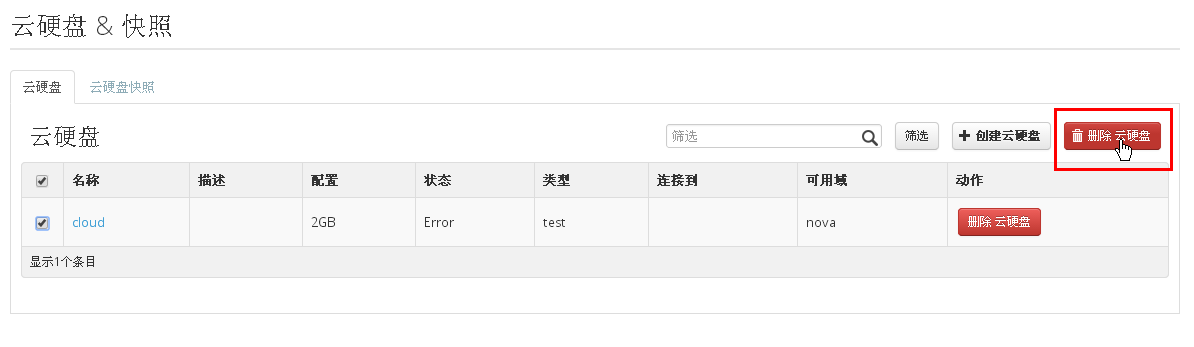 云硬盘 & 快照
云硬盘 云硬盘快照
云硬盘 筛选 筛选 创建云硬盘 删除 云硬盘
名称 描述 配置 状态 类型 连接到 可用域 动作
cloud 2GB Error test nova 删除 云硬盘
显示1个条目